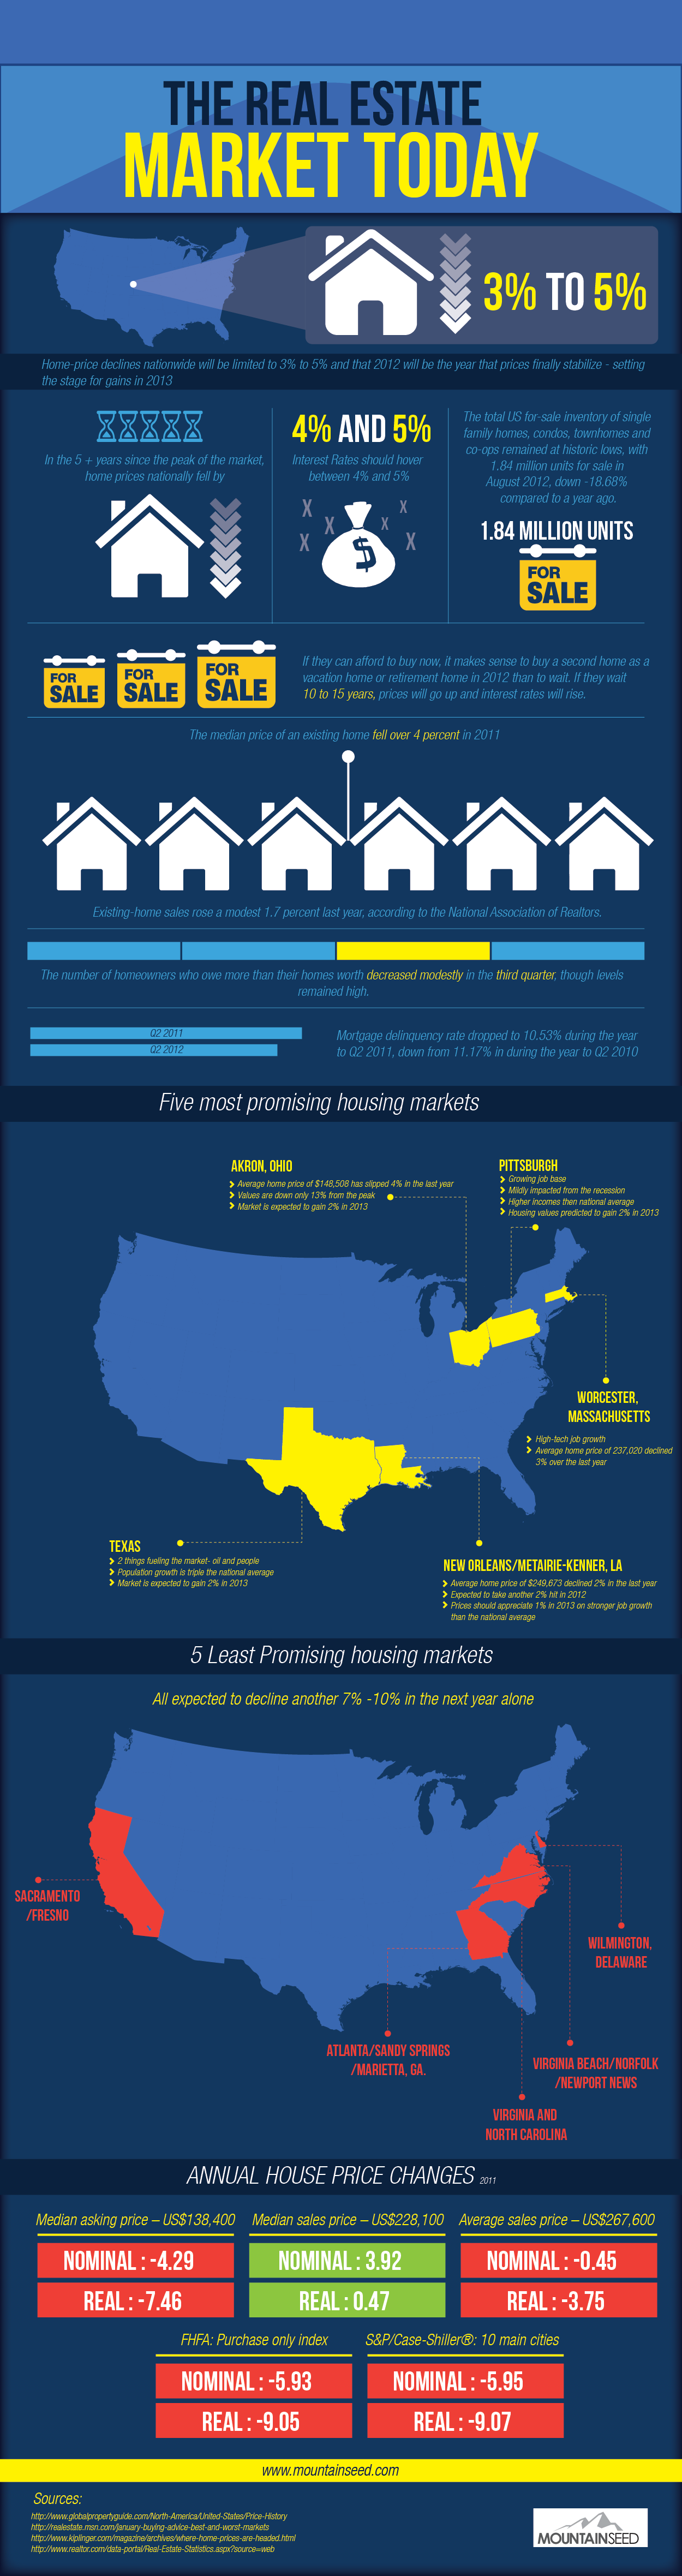 THE REAL ESTATE
MARKET TODAY
3% TO 5%
Home-price declines nationwide will be limited to 3% to 5% and that 2012 will be the year that prices finally stabilize - setting
the stage for gains in 2013
In the 5 + years since the peak of the market,
home prices nationally fell by
4% AND 5%
Interest Rates should hover
between 4% and 5%
X
X
X
X
X
X
$
The total US for-sale inventory of single
family homes, condos, townhomes and
co-ops remained at historic lows, with
1.84 million units for sale in
August 2012, down -18.68%
compared to a year ago.
1.84 MILLION UNITS
FOR
SALE
FOR
SALE
FOR
SALE
FOR
SALE
If they can afford to buy now, it makes sense to buy a second home as a
vacation home or retirement home in 2012 than to wait. If they wait
10 to 15 years, prices will go up and interest rates will rise.
The median price of an existing home fell over 4 percent in 2011
Existing-home sales rose a modest 1.7 percent last year, according to the National Association of Realtors.
The number of homeowners who owe more than their homes worth decreased modestly in the third quarter, though levels
remained high.
Q2 2011
Q2 2012
Mortgage delinquency rate dropped to 10.53% during the year
to Q2 2011, down from 11.17% in during the year to Q2 2010
Five most promising housing markets
AKRON, OHIO
Average home price of $148,508 has slipped 4% in the last year
Values are down only 13% from the peak
Market is expected to gain 2% in 2013
PITTSBURGH
Growing job base
Mildly impacted from the recession
Higher incomes then national average
Housing values predicted to gain 2% in 2013
WORCESTER,
MASSACHUSETTS
High-tech job growth
Average home price of 237,020 declined
3% over the last year
TEXAS
2 things fueling the market- oil and people
Population growth is triple the national average
Market is expected to gain 2% in 2013
NEW ORLEANS/METAIRIE-KENNER, LA
Average home price of $249,673 declined 2% in the last year
Expected to take another 2% hit in 2012
Prices should appreciate 1% in 2013 on stronger job growth
than the national average
5 Least Promising housing markets
All expected to decline another 7% -10% in the next year alone
SACRAMENTO
/FRESNO
WILMINGTON,
DELAWARE
ATLANTA/SANDY SPRINGS
/MARIETTA, GA.
VIRGINIA BEACH/NORFOLK
/NEWPORT NEWS
VIRGINIA AND
NORTH CAROLINA
ANNUAL HOUSE PRICE CHANGES 2011
Median asking price – US$138,400
NOMINAL : -4.29
REAL : -7.46
Median sales price – US$228,100
NOMINAL : 3.92
REAL : 0.47
Average sales price – US$267,600
NOMINAL : -0.45
REAL : -3.75
FHFA: Purchase only index
NOMINAL : -5.93
REAL : -9.05
S&P/Case-Shiller®: 10 main cities
NOMINAL : -5.95
REAL : -9.07
www.mountainseed.com
Sources:
http://www.globalpropertyguide.com/North-America/United-States/Price-History
http://realestate.msn.com/january-buying-advice-best-and-worst-markets
http://www.kiplinger.com/magazine/archives/where-home-prices-are-headed.html
http://www.realtor.com/data-portal/Real-Estate-Statistics.aspx?source=web
MOUNTAINSEED